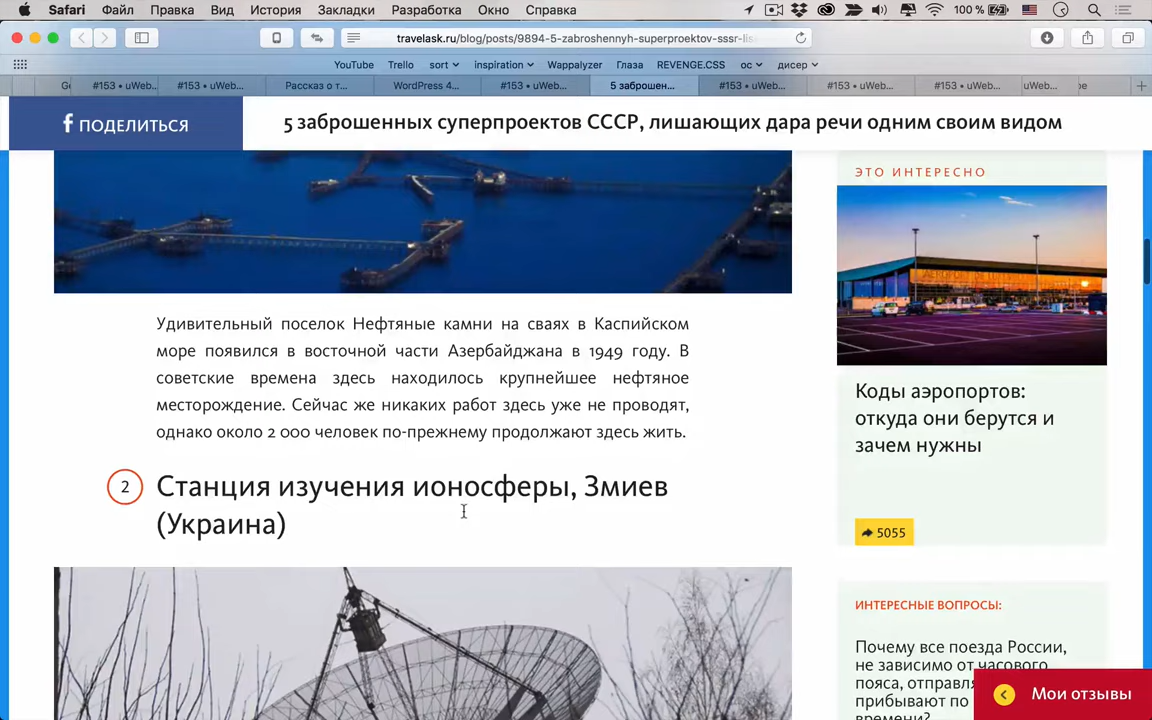 Safari Файл Правка Вид История Закладки Разработка Окно Справка 100 %
travelask.ru/blog/posts/9894-5-zabroshennyh-superproektov-sssr-li
YouTube Trello sort inspiration Wappalyzer Глаза REVENGE.CSS ос дисер
#153 • uWeb... #153 • uWeb... Рассказ о т... WordPress 4... #153 • uWeb... 5 заброшен... #153 • uWeb... #153 • uWeb... #153 • uWeb... uWeb...
ПОДЕЛИТЬСЯ
5 заброшенных суперпроектов СССР, лишающих дара речи одним своим видом
ЭТО ИНТЕРЕСНО
Удивительный поселок Нефтяные камни на сваях в Каспийском
море появился в восточной части Азербайджана в 1949 году. В
советские времена здесь находилось крупнейшее нефтяное
месторождение. Сейчас же никаких работ здесь уже не проводят,
однако около 2 000 человек по-прежнему продолжают здесь жить.
2 Станция изучения ионосферы, Змиев
(Украина)
Коды аэропортов:
откуда они берутся и
зачем нужны
5055
ИНТЕРЕСНЫЕ ВОПРОСЫ:
Почему все поезда России,
не зависимо от часового
пояса, отправл
прибывают по
времени?
Мои отзывы